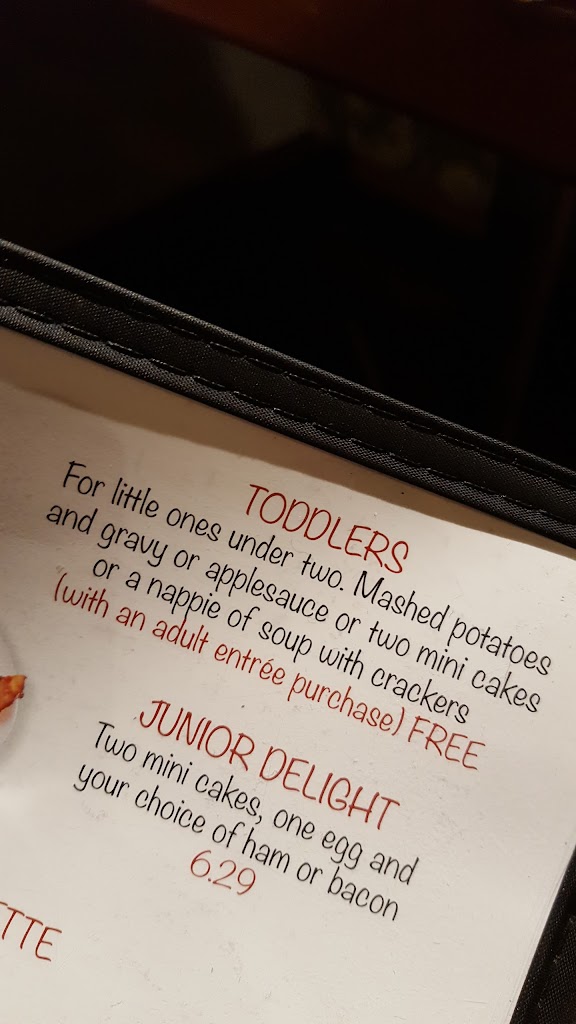 TODDLERS
For little ones under two. Mashed potatoes
and gravy or applesauce or two mini cakes
or a nappie of soup with crackers
(with an adult entrée purchase) FREE
JUNIOR DELIGHT
Two mini cakes, one egg and
your choice of ham or bacon
6.29